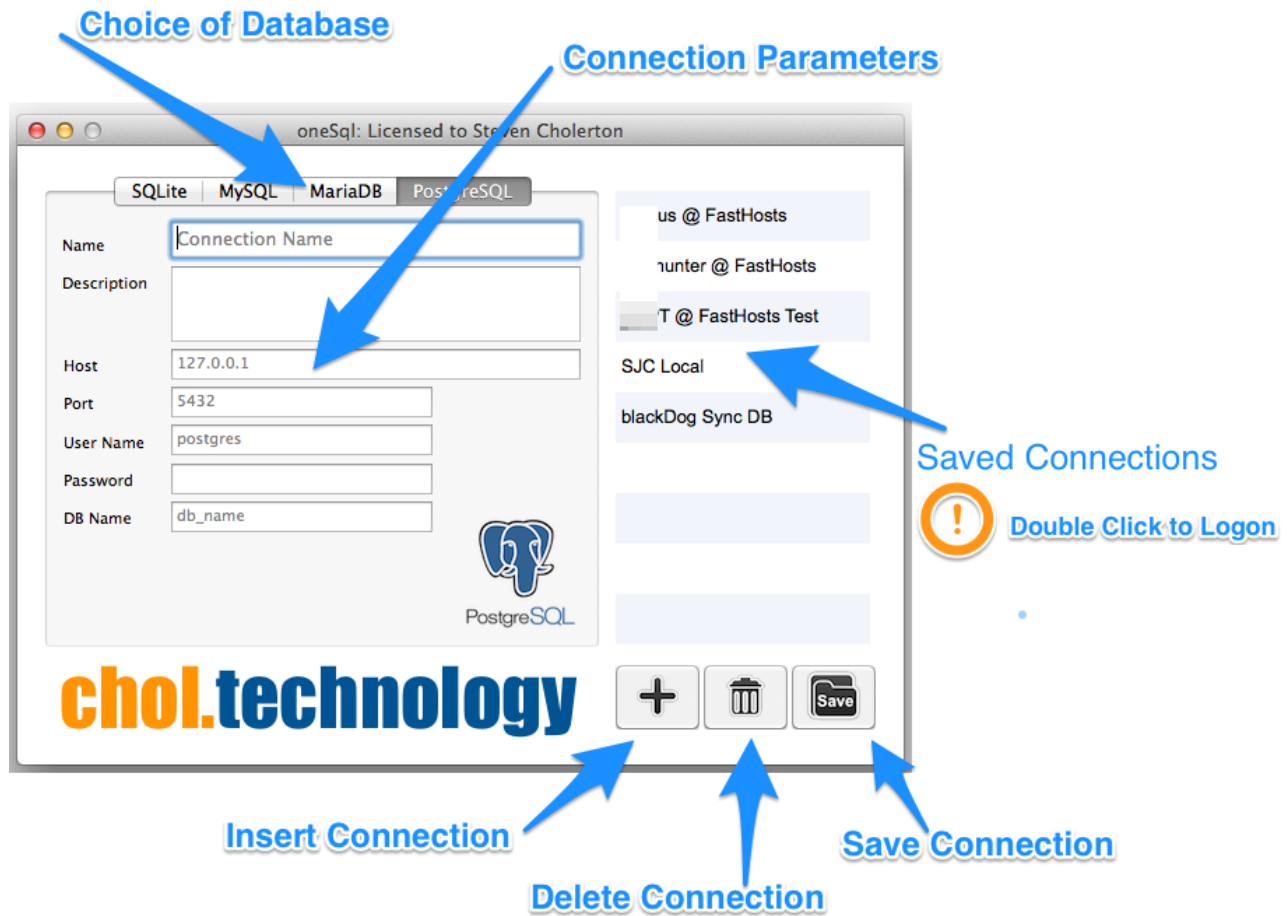 Choice of Database
Connection Parameters
oneSql: Licensed to Steven Cholerton
SQLite MySQL MariaDB PostgreSQL
Name
Connection Name
Description
Host
127.0.0.1
Port
5432
User Name
postgres
Password
DB Name
db_name
PostgreSQL
us @ FastHosts
hunter @ FastHosts
T @ FastHosts Test
SJC Local
blackDog Sync DB
Saved Connections
!
Double Click to Logon
chol.technology
Save
Insert Connection
Save Connection
Delete Connection